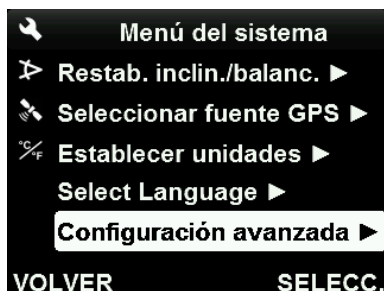 Menú del sistema
Restab. inclin./balanc. ▶
Seleccionar fuente GPS ▶
°C/°F Establecer unidades ▶
Select Language ▶
Configuración avanzada ▶
VOLVER SELECC.